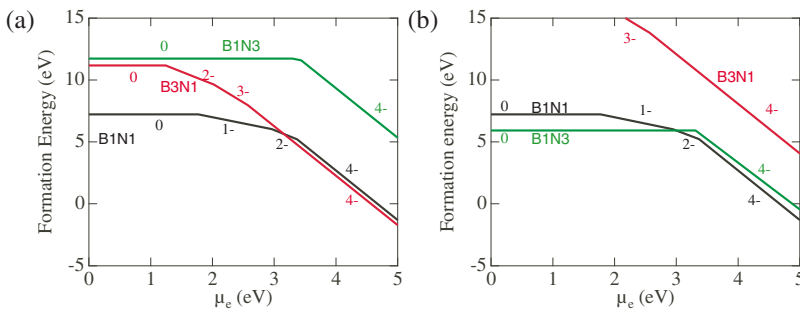 (a)
15
10
5
0
-5
Formation Energy (eV)
0
B1N3
0
B3N1
2-
3-
4-
B1N1
0
1-
2-
4-
4-
0 1 2 3 4 5
μe (eV)
(b)
15
10
5
0
-5
Formation energy (eV)
3-
B3N1
4-
0
B1N1
1-
0
B1N3
2-
4-
4-
0 1 2 3 4 5
μe (eV)